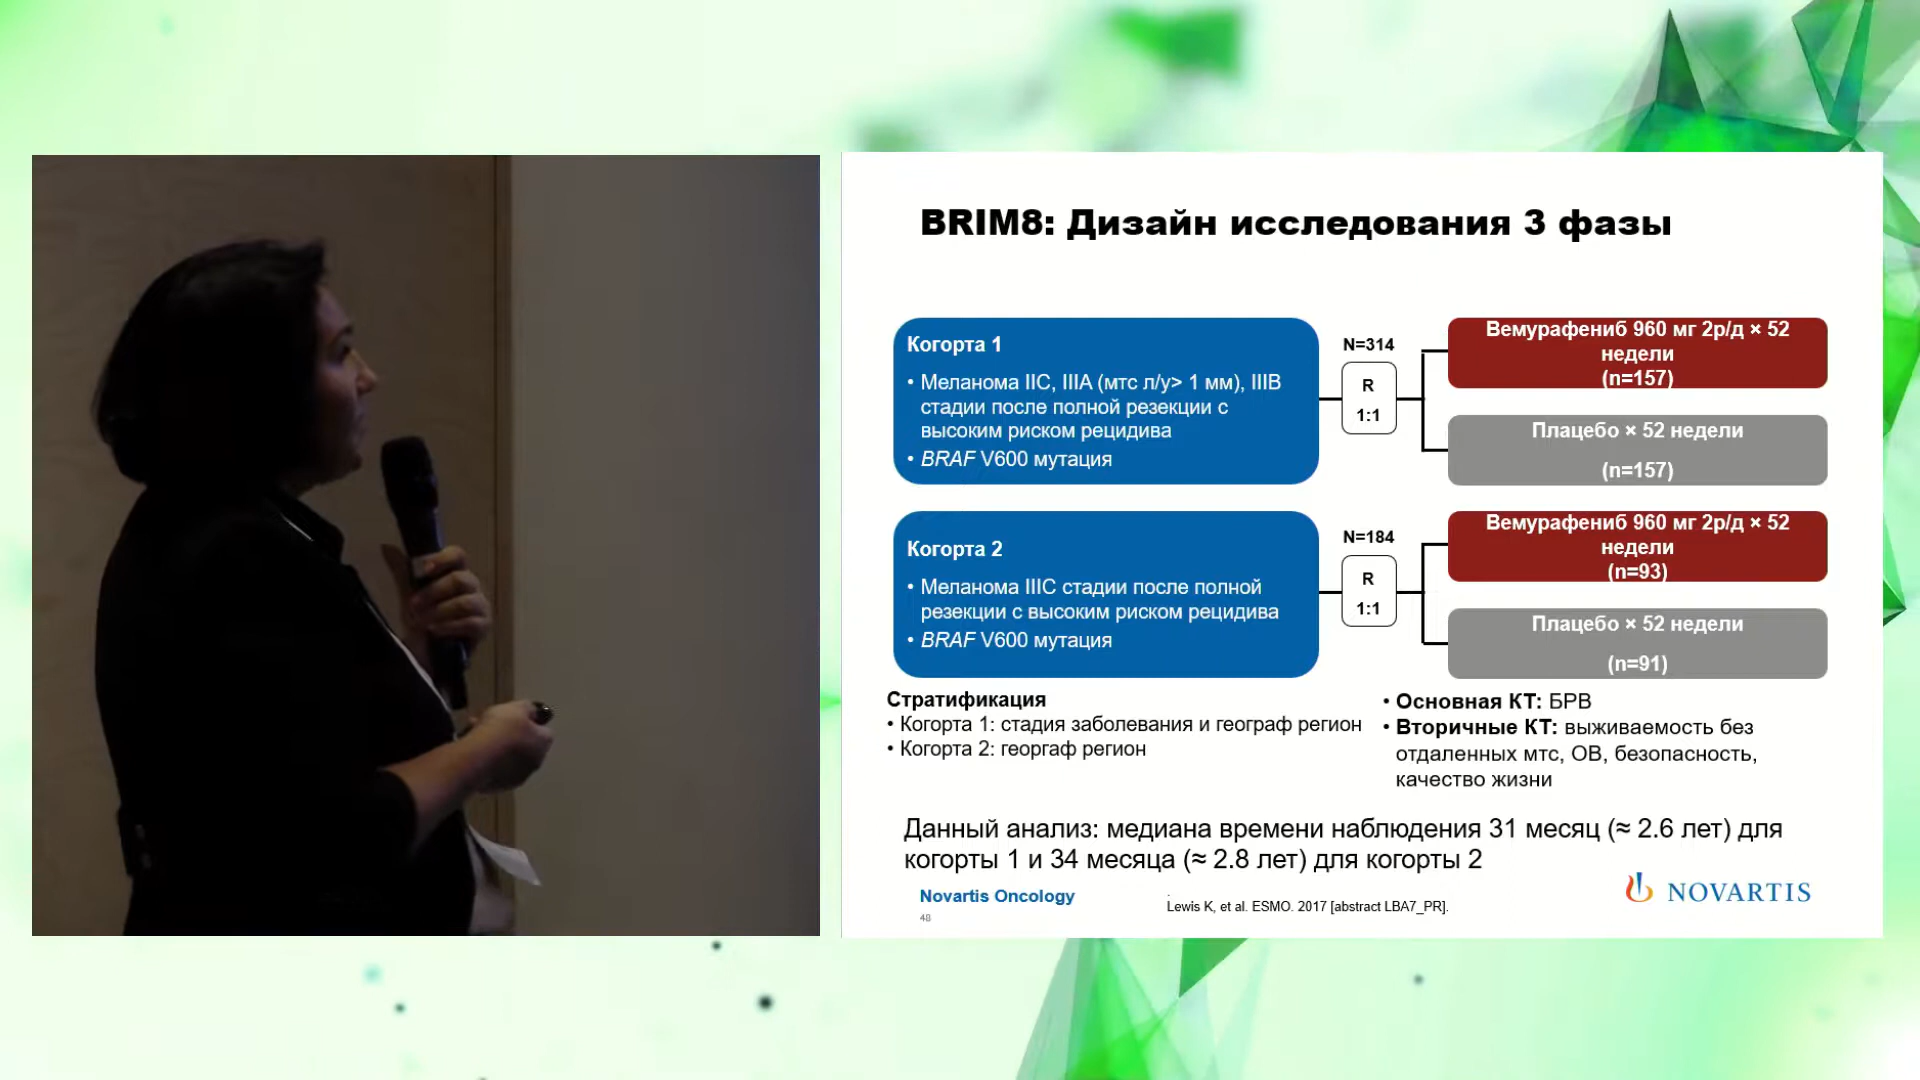 BRIM8: Дизайн исследования 3 фазы
Когорта 1
• Меланома IIC, IIIA (мтс л/у> 1 мм), IIIB
стадии после полной резекции с
высоким риском рецидива
• BRAF V600 мутация
N=314
R
1:1
Вемурафениб 960 мг 2р/д × 52
недели
(n=157)
Плацебо × 52 недели
(n=157)
Когорта 2
• Меланома IIIC стадии после полной
резекции с высоким риском рецидива
• BRAF V600 мутация
N=184
R
1:1
Вемурафениб 960 мг 2р/д × 52
недели
(n=93)
Плацебо × 52 недели
(n=91)
Стратификация
• Когорта 1: стадия заболевания и географ регион
• Когорта 2: георгаф регион
• Основная КТ: БРВ
• Вторичные КТ: выживаемость без
отдаленных мтс, ОВ, безопасность,
качество жизни
Данный анализ: медиана времени наблюдения 31 месяц (≈ 2.6 лет) для
когорты 1 и 34 месяца (≈ 2.8 лет) для когорты 2
Novartis Oncology
48
.
Lewis K, et al. ESMO. 2017 [abstract LBA7_PR].
NOVARTIS